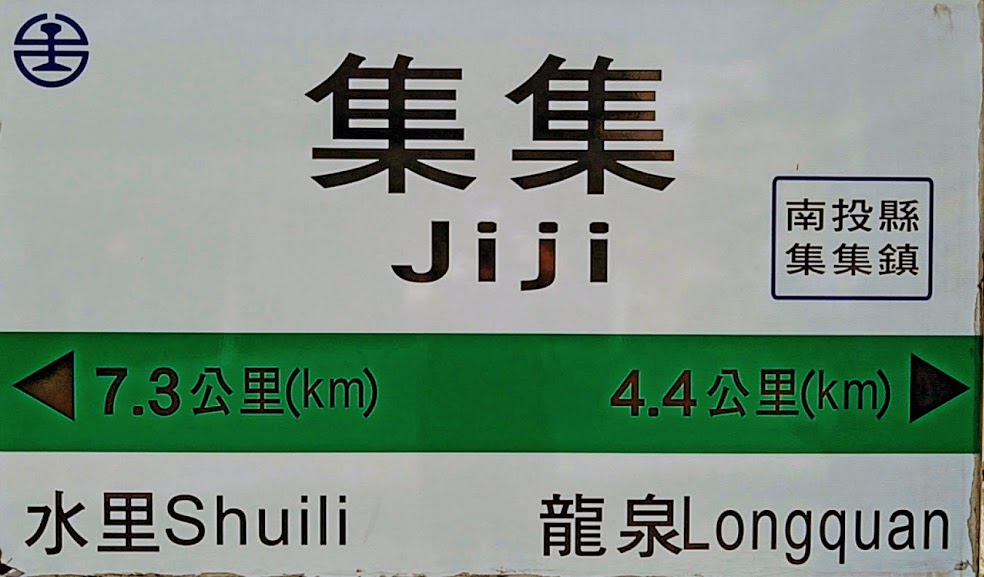 集集
Jiji
南投縣
集集鎮
7.3公里(km) 4.4公里(km)
水里Shuili 龍泉Longquan